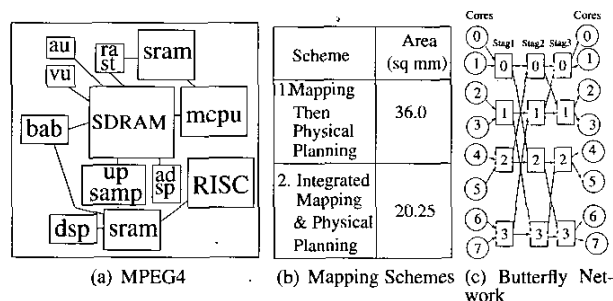 au
vu
ra
st
sram
SDRAM
mcpu
bab
up
samp
ad
sp
RISC
dsp
sram
(a) MPEG4
Scheme
Area
(sq mm)
1.Mapping
Then
Physical
Planning
36.0
2. Integrated
Mapping
& Physical
Planning
20.25
(b) Mapping Schemes
Cores
Cores
Stag1
Stag2
Stag3
0
1
2
3
4
5
6
7
0
0
0
1
1
1
2
2
2
3
3
3
0
1
2
3
4
5
6
7
(c) Butterfly Net-
work